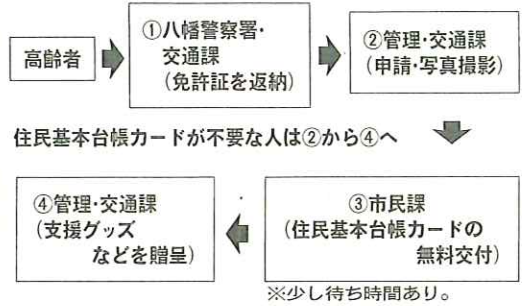 高齢者
①八幡警察署・
交通課
(免許証を返納)
②管理・交通課
(申請・写真撮影)
住民基本台帳カードが不要な人は②から④へ
③市民課
(住民基本台帳カードの
無料交付)
※少し待ち時間あり。
④管理・交通課
(支援グッズ
などを贈呈)